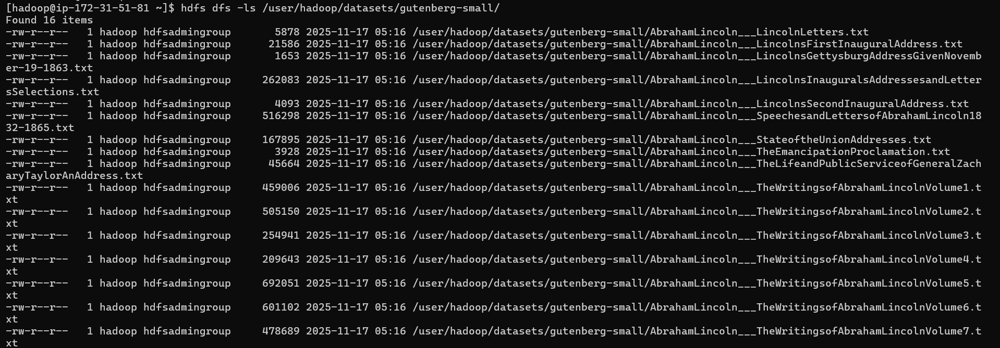 [hadoop@ip-172-31-51-81 ~]$ hdfs dfs -ls /user/hadoop/datasets/gutenberg-small/
Found 16 items
-rw-r--r--   1 hadoop hdfsadmingroup       5878 2025-11-17 05:16 /user/hadoop/datasets/gutenberg-small/AbrahamLincoln___LincolnLetters.txt
-rw-r--r--   1 hadoop hdfsadmingroup      21586 2025-11-17 05:16 /user/hadoop/datasets/gutenberg-small/AbrahamLincoln___LincolnsFirstInauguralAddress.txt
-rw-r--r--   1 hadoop hdfsadmingroup       1653 2025-11-17 05:16 /user/hadoop/datasets/gutenberg-small/AbrahamLincoln___LincolnsGettysburgAddressGivenNovemb
er-19-1863.txt
-rw-r--r--   1 hadoop hdfsadmingroup     262083 2025-11-17 05:16 /user/hadoop/datasets/gutenberg-small/AbrahamLincoln___LincolnsInauguralsAddressesandLetter
sSelections.txt
-rw-r--r--   1 hadoop hdfsadmingroup       4093 2025-11-17 05:16 /user/hadoop/datasets/gutenberg-small/AbrahamLincoln___LincolnsSecondInauguralAddress.txt
-rw-r--r--   1 hadoop hdfsadmingroup     516298 2025-11-17 05:16 /user/hadoop/datasets/gutenberg-small/AbrahamLincoln___SpeechesandLettersofAbrahamLincoln18
32-1865.txt
-rw-r--r--   1 hadoop hdfsadmingroup     167895 2025-11-17 05:16 /user/hadoop/datasets/gutenberg-small/AbrahamLincoln___StateoftheUnionAddresses.txt
-rw-r--r--   1 hadoop hdfsadmingroup       3928 2025-11-17 05:16 /user/hadoop/datasets/gutenberg-small/AbrahamLincoln___TheEmancipationProclamation.txt
-rw-r--r--   1 hadoop hdfsadmingroup      45664 2025-11-17 05:16 /user/hadoop/datasets/gutenberg-small/AbrahamLincoln___TheLifeandPublicServiceofGeneralZach
aryTaylorAnAddress.txt
-rw-r--r--   1 hadoop hdfsadmingroup     459006 2025-11-17 05:16 /user/hadoop/datasets/gutenberg-small/AbrahamLincoln___TheWritingsofAbrahamLincolnVolume1.t
xt
-rw-r--r--   1 hadoop hdfsadmingroup     505150 2025-11-17 05:16 /user/hadoop/datasets/gutenberg-small/AbrahamLincoln___TheWritingsofAbrahamLincolnVolume2.t
xt
-rw-r--r--   1 hadoop hdfsadmingroup     254941 2025-11-17 05:16 /user/hadoop/datasets/gutenberg-small/AbrahamLincoln___TheWritingsofAbrahamLincolnVolume3.t
xt
-rw-r--r--   1 hadoop hdfsadmingroup     209643 2025-11-17 05:16 /user/hadoop/datasets/gutenberg-small/AbrahamLincoln___TheWritingsofAbrahamLincolnVolume4.t
xt
-rw-r--r--   1 hadoop hdfsadmingroup     692051 2025-11-17 05:16 /user/hadoop/datasets/gutenberg-small/AbrahamLincoln___TheWritingsofAbrahamLincolnVolume5.t
xt
-rw-r--r--   1 hadoop hdfsadmingroup     601102 2025-11-17 05:16 /user/hadoop/datasets/gutenberg-small/AbrahamLincoln___TheWritingsofAbrahamLincolnVolume6.t
xt
-rw-r--r--   1 hadoop hdfsadmingroup     478689 2025-11-17 05:16 /user/hadoop/datasets/gutenberg-small/AbrahamLincoln___TheWritingsofAbrahamLincolnVolume7.t
xt